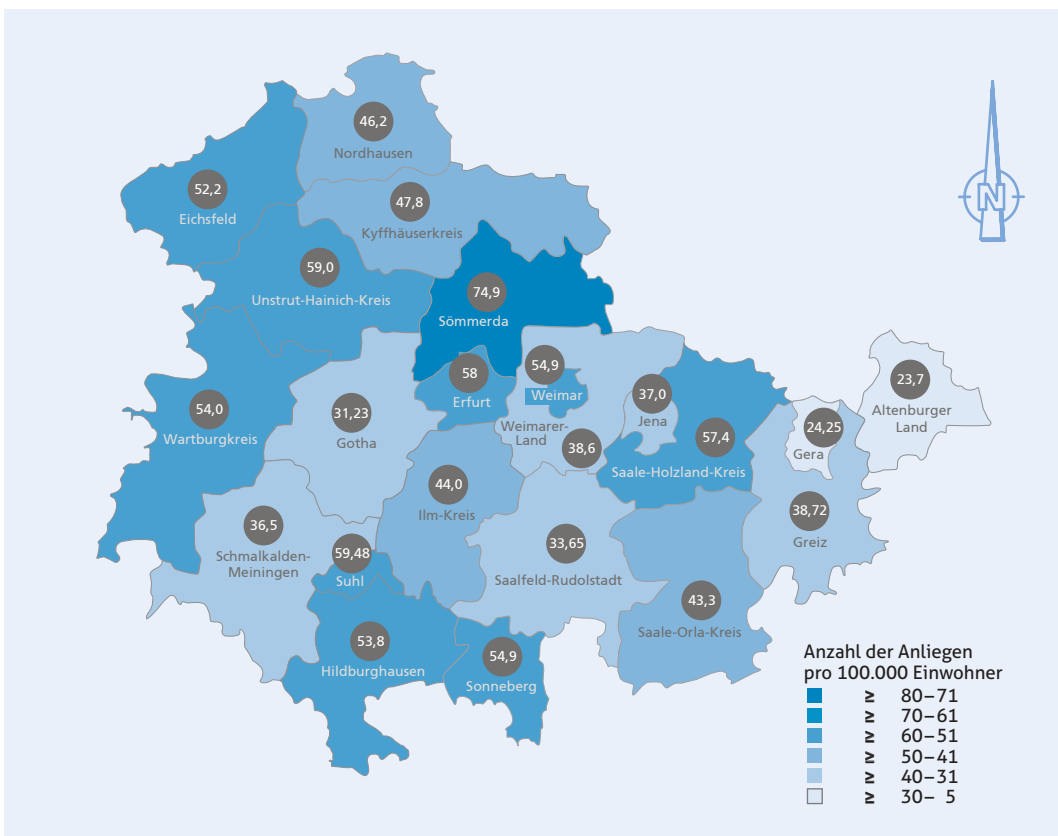 46,2
Nordhausen
52,2
Eichsfeld
47,8
Kyffhäuserkreis
59,0
Unstrut-Hainich-Kreis
74,9
Sömmerda
N
54,0
Wartburgkreis
31,23
Gotha
58
Erfurt
54,9
Weimar
Weimarer-
Land
38,6
37,0
Jena
57,4
Saale-Holzland-Kreis
24,25
Gera
23,7
Altenburger
Land
44,0
Ilm-Kreis
38,72
Greiz
36,5
Schmalkalden-
Meiningen
59,48
Suhl
33,65
Saalfeld-Rudolstadt
43,3
Saale-Orla-Kreis
53,8
Hildburghausen
54,9
Sonneberg
Anzahl der Anliegen
pro 100.000 Einwohner
≥ 80–71
≥ 70–61
≥ 60–51
≥ 50–41
≥ 40–31
≥ 30– 5